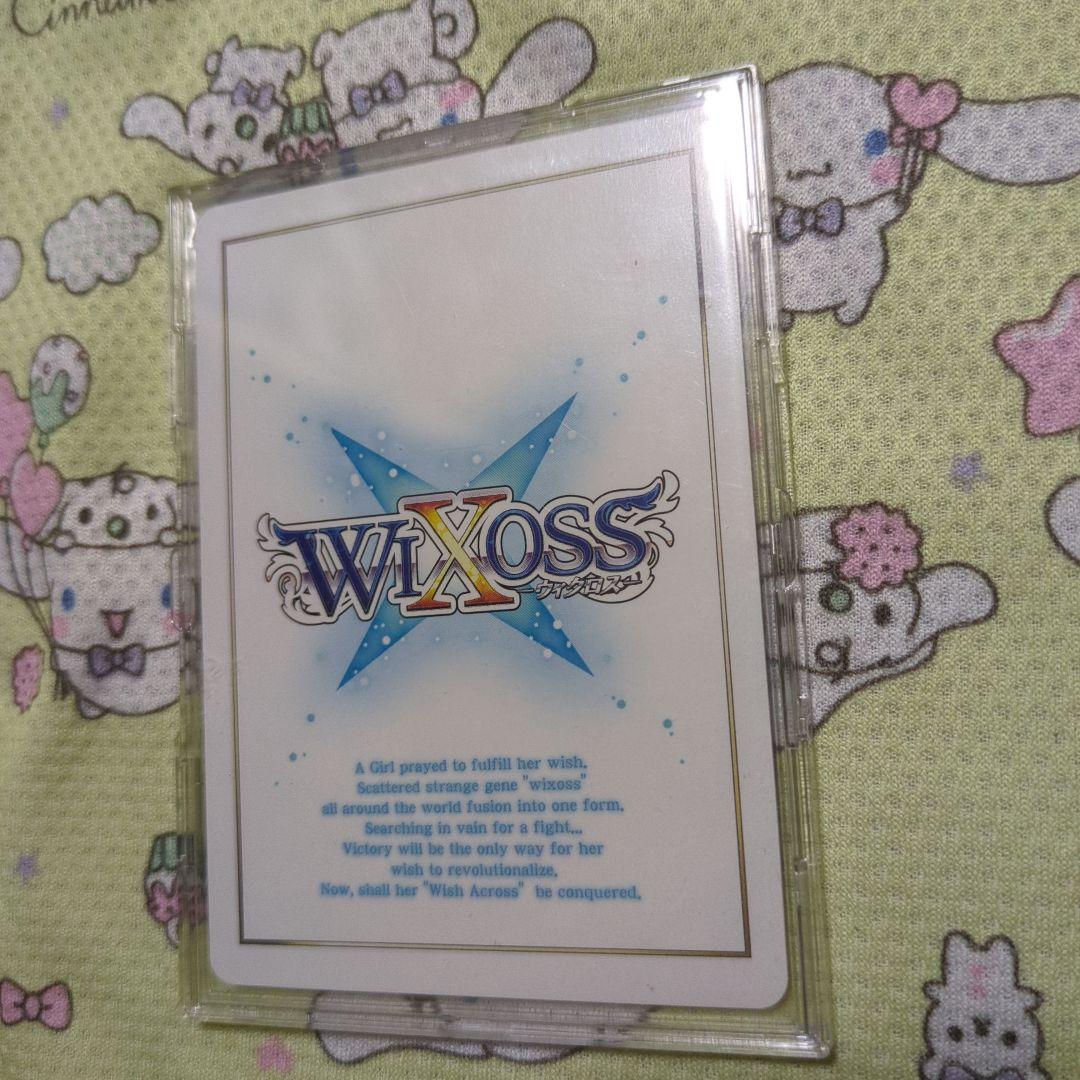 WIXOSS
ーウィクロスー
A Girl prayed to fulfill her wish.
Scattered strange gene "wixoss"
all around the world fusion into one form.
Searching in vain for a fight...
Victory will be the only way for her
wish to revolutionalize.
Now, shall her "Wish Across" be conquered.